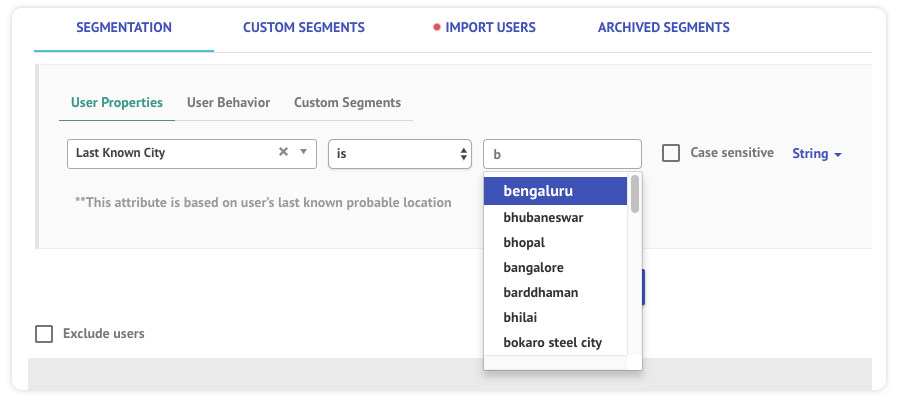 SEGMENTATION CUSTOM SEGMENTS IMPORT USERS ARCHIVED SEGMENTS
User Properties User Behavior Custom Segments
Last Known City is b Case sensitive String
**This attribute is based on user's last known probable location
bengaluru
bhubaneswar
bhopal
bangalore
barddhaman
bhilai
bokaro steel city
Exclude users